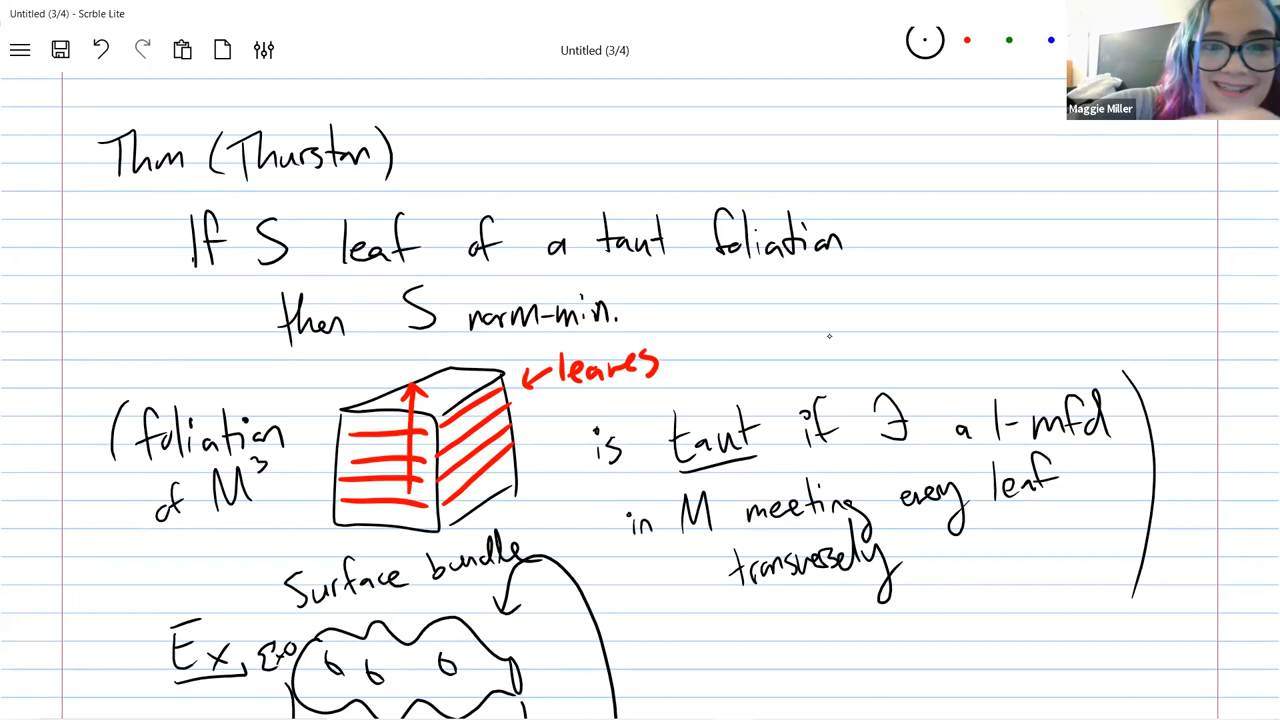 Untitled (3/4) - Scrble Lite
Untitled (3/4)
Maggie Miller
Thm (Thurston)
If S leaf of a taut foliation
then S norm-min.
leaves
(foliation
of M³
is taut if ∃ a 1-mfd
in M meeting every leaf
transversely)
Surface bundle
Ex,